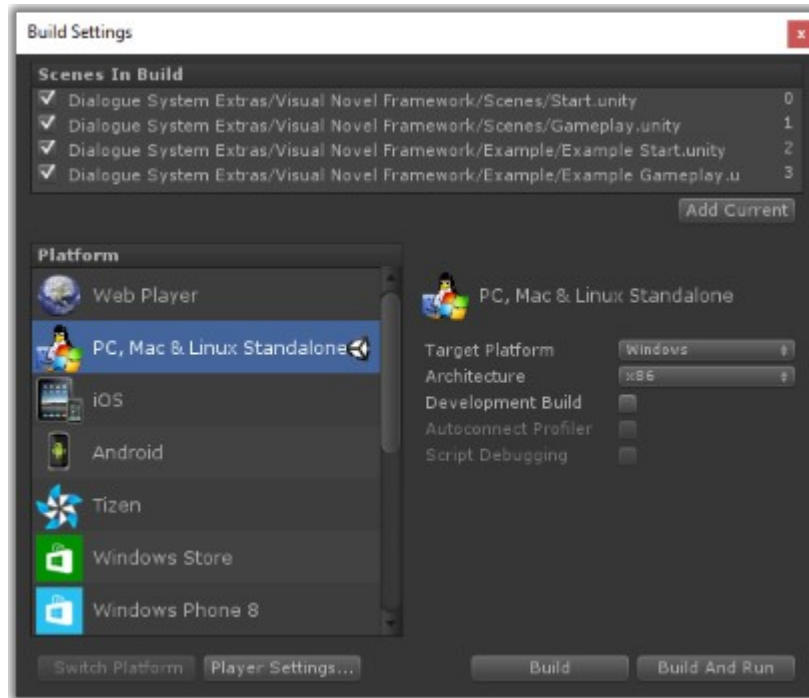 Build Settings
x
Scenes In Build
Dialogue System Extras/Visual Novel Framework/Scenes/Start.unity 0
Dialogue System Extras/Visual Novel Framework/Scenes/Gameplay.unity 1
Dialogue System Extras/Visual Novel Framework/Example/Example Start.unity 2
Dialogue System Extras/Visual Novel Framework/Example/Example Gameplay.u 3
Add Current
Platform
Web Player
PC, Mac & Linux Standalone
iOS
Android
Tizen
Windows Store
Windows Phone 8
PC, Mac & Linux Standalone
Target Platform Windows
Architecture x86
Development Build
Autoconnect Profiler
Script Debugging
Switch Platform Player Settings... Build Build And Run